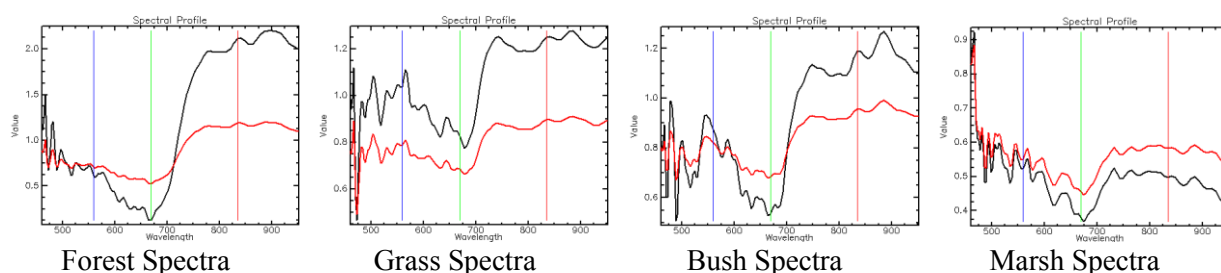 Spectral Profile
Value
2.0
1.5
1.0
0.5
500 600 700 800 900
Wavelength
Forest Spectra
Spectral Profile
Value
1.2
1.0
0.8
0.6
500 600 700 800 900
Wavelength
Grass Spectra
Spectral Profile
Value
1.2
1.0
0.8
0.6
500 600 700 800 900
Wavelength
Bush Spectra
Spectral Profile
Value
0.9
0.8
0.7
0.6
0.5
0.4
500 600 700 800 900
Wavelength
Marsh Spectra